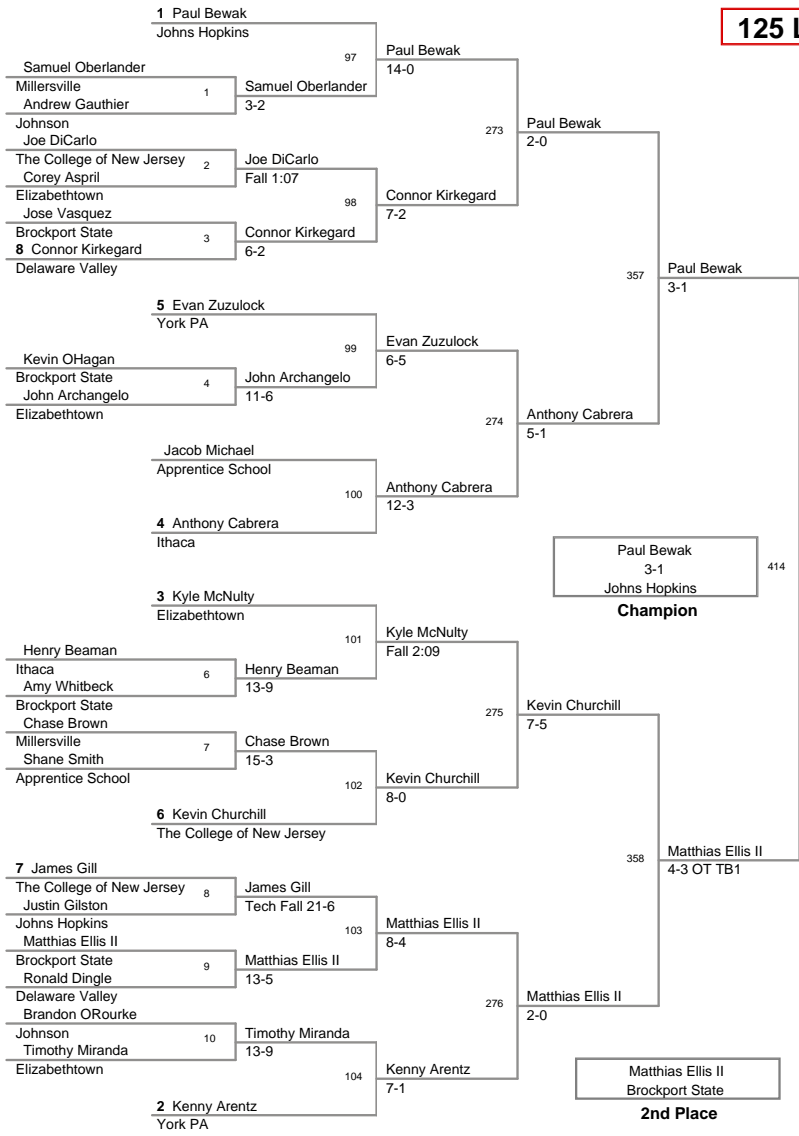 1 Paul Bewak
Johns Hopkins
125 L
97
Paul Bewak
14-0
Samuel Oberlander
Millersville
1
Samuel Oberlander
3-2
Andrew Gauthier
Johnson
273
Paul Bewak
2-0
Joe DiCarlo
The College of New Jersey
2
Joe DiCarlo
Fall 1:07
Corey Aspril
Elizabethtown
98
Connor Kirkegard
7-2
Jose Vasquez
Brockport State
3
Connor Kirkegard
6-2
8 Connor Kirkegard
Delaware Valley
357
Paul Bewak
3-1
5 Evan Zuzulock
York PA
99
Evan Zuzulock
6-5
Kevin OHagan
Brockport State
4
John Archangelo
11-6
John Archangelo
Elizabethtown
274
Anthony Cabrera
5-1
Jacob Michael
Apprentice School
100
Anthony Cabrera
12-3
4 Anthony Cabrera
Ithaca
Paul Bewak
3-1
Johns Hopkins
414
Champion
3 Kyle McNulty
Elizabethtown
101
Kyle McNulty
Fall 2:09
Henry Beaman
Ithaca
6
Henry Beaman
13-9
Amy Whitbeck
Brockport State
275
Kevin Churchill
7-5
Chase Brown
Millersville
7
Chase Brown
15-3
Shane Smith
Apprentice School
102
Kevin Churchill
8-0
6 Kevin Churchill
The College of New Jersey
358
Matthias Ellis II
4-3 OT TB1
7 James Gill
The College of New Jersey
8
James Gill
Tech Fall 21-6
Justin Gilston
Johns Hopkins
103
Matthias Ellis II
8-4
Matthias Ellis II
Brockport State
9
Matthias Ellis II
13-5
Ronald Dingle
Delaware Valley
276
Matthias Ellis II
2-0
Brandon ORourke
Johnson
10
Timothy Miranda
13-9
Timothy Miranda
Elizabethtown
104
Kenny Arentz
7-1
2 Kenny Arentz
York PA
Matthias Ellis II
Brockport State
2nd Place